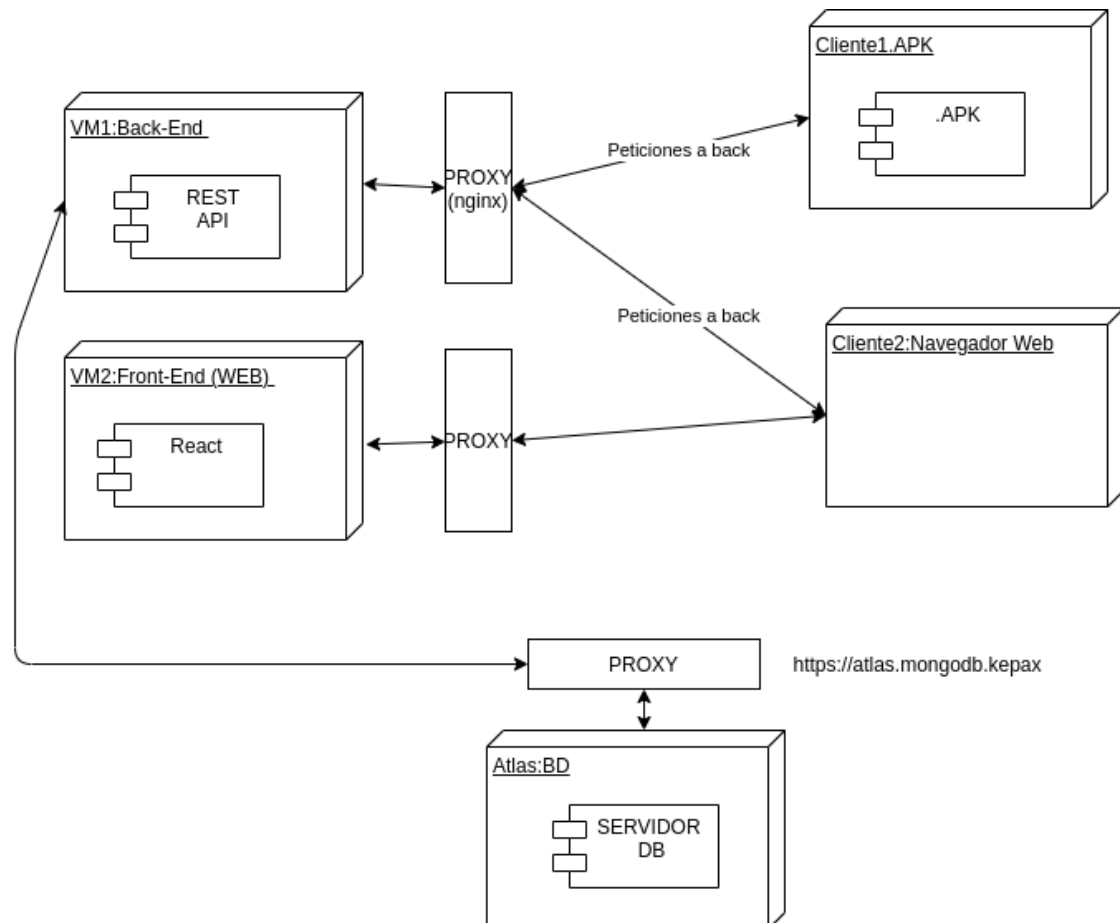 Cliente1.APK
.APK
VM1:Back-End
REST
API
PROXY
(nginx)
Peticiones a back
Peticiones a back
Cliente2:Navegador Web
VM2:Front-End (WEB)
React
PROXY
PROXY
https://atlas.mongodb.kepax
Atlas:BD
SERVIDOR
DB